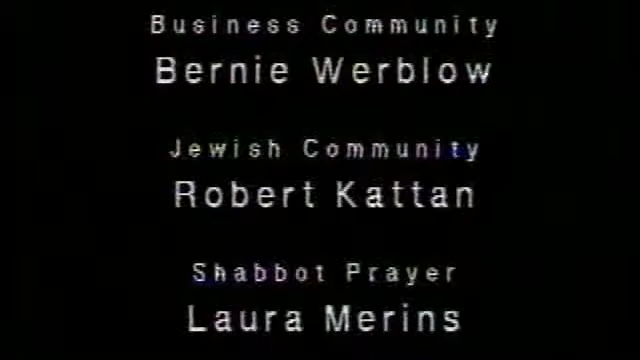 Business Community
Bernie Werblow
Jewish Community
Robert Kattan
Shabbot Prayer
Laura Merins